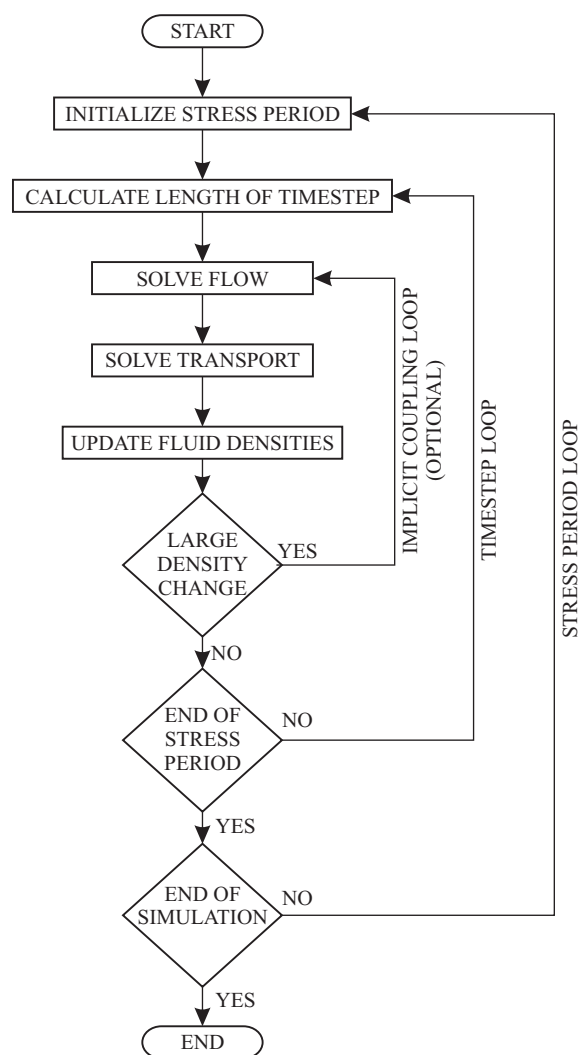 START
INITIALIZE STRESS PERIOD
CALCULATE LENGTH OF TIMESTEP
SOLVE FLOW
SOLVE TRANSPORT
UPDATE FLUID DENSITIES
LARGE
DENSITY
CHANGE
YES
IMPLICIT COUPLING LOOP
(OPTIONAL)
NO
END OF
STRESS
PERIOD
NO
TIMESTEP LOOP
YES
END OF
SIMULATION
NO
STRESS PERIOD LOOP
YES
END